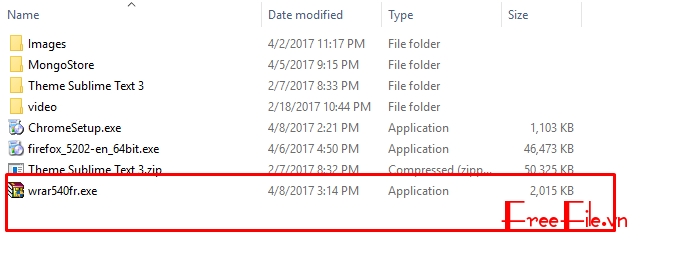 Name Date modified Type Size
Images 4/2/2017 11:17 PM File folder
MongoStore 4/5/2017 9:15 PM File folder
Theme Sublime Text 3 2/7/2017 8:33 PM File folder
video 2/18/2017 10:44 PM File folder
ChromeSetup.exe 4/8/2017 2:21 PM Application 1,103 KB
firefox_5202-en_64bit.exe 4/6/2017 4:50 PM Application 46,473 KB
Theme Sublime Text 3.zip 2/7/2017 8:32 PM Compressed (zipp... 50,325 KB
wrar540fr.exe 4/8/2017 3:14 PM Application 2,015 KB
FreeFile.vn